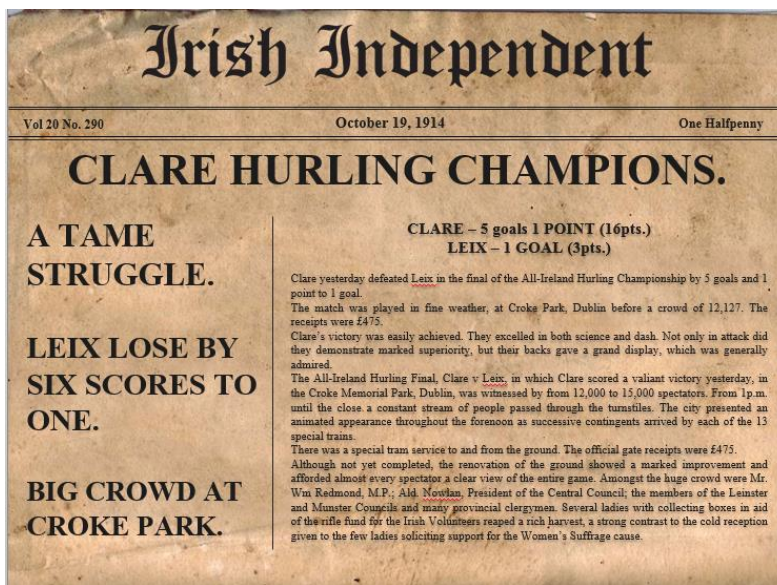 Irish Independent
Vol 20 No. 290
October 19, 1914
One Halfpenny
CLARE HURLING CHAMPIONS.
A TAME
STRUGGLE.
LEIX LOSE BY
SIX SCORES TO
ONE.
BIG CROWD AT
CROKE PARK.
CLARE – 5 goals 1 POINT (16pts.)
LEIX – 1 GOAL (3pts.)
Clare yesterday defeated Leix in the final of the All-Ireland Hurling Championship by 5 goals and 1
point to 1 goal.
The match was played in fine weather, at Croke Park, Dublin before a crowd of 12,127. The
receipts were £475.
Clare's victory was easily achieved. They excelled in both science and dash. Not only in attack did
they demonstrate marked superiority, but their backs gave a grand display, which was generally
admired.
The All-Ireland Hurling Final, Clare v Leix, in which Clare scored a valiant victory yesterday, in
the Croke Memorial Park, Dublin, was witnessed by from 12,000 to 15,000 spectators. From 1p.m.
until the close a constant stream of people passed through the turnstiles. The city presented an
animated appearance throughout the forenoon as successive contingents arrived by each of the 13
special trains.
There was a special tram service to and from the ground. The official gate receipts were £475.
Although not yet completed, the renovation of the ground showed a marked improvement and
afforded almost every spectator a clear view of the entire game. Amongst the huge crowd were Mr.
Wm Redmond, M.P.; Ald. Nowlan, President of the Central Council; the members of the Leinster
and Munster Councils and many provincial clergymen. Several ladies with collecting boxes in aid
of the rifle fund for the Irish Volunteers reaped a rich harvest, a strong contrast to the cold reception
given to the few ladies soliciting support for the Women's Suffrage cause.